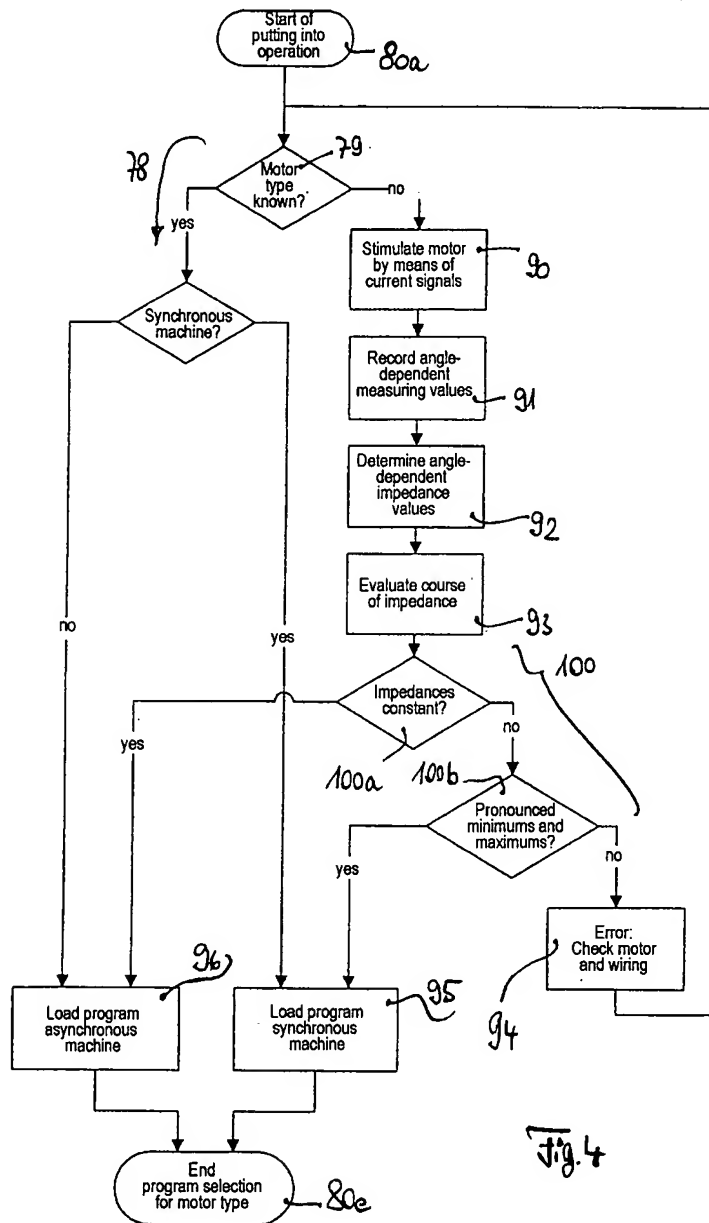 Start of
putting into
operation
80a
79
78
Motor
type
known?
no
yes
Stimulate motor
by means of
current signals
90
Synchronous
machine?
Record angle-
dependent
measuring values
91
Determine angle-
dependent
impedance
values
92
Evaluate course
of impedance
93
no
yes
100
Impedances
constant?
yes
no
100a
100b
Pronounced
minimums and
maximums?
yes
no
Error:
Check motor
and wiring
94
96
Load program
asynchronous
machine
95
Load program
synchronous
machine
End
program selection
for motor type
80e
Fig. 4